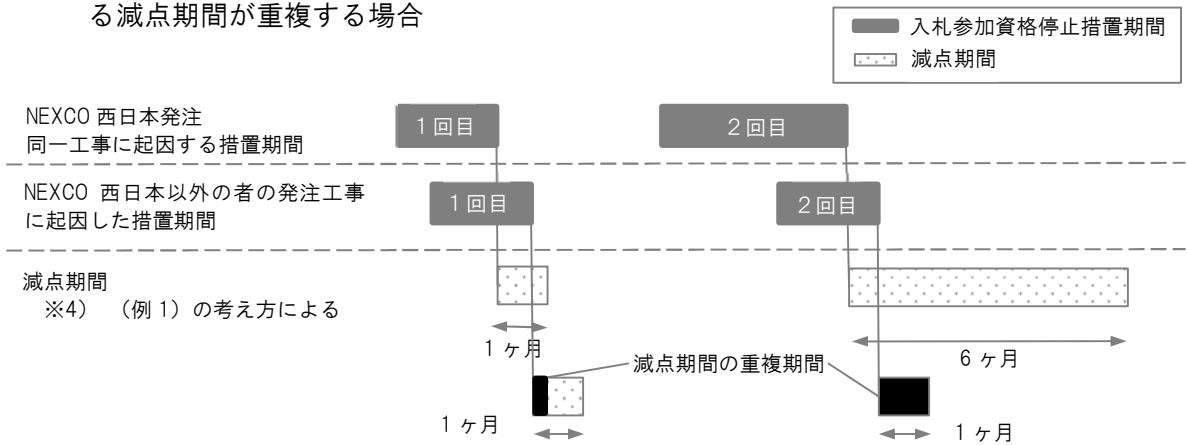 る減点期間が重複する場合
入札参加資格停止措置期間
減点期間
NEXCO 西日本発注
同一工事に起因する措置期間
1回目
2回目
NEXCO 西日本以外の者の発注工事
に起因した措置期間
1回目
2回目
減点期間
※4) (例 1)の考え方による
1 ヶ月
6 ヶ月
減点期間の重複期間
1 ヶ月
1 ヶ月